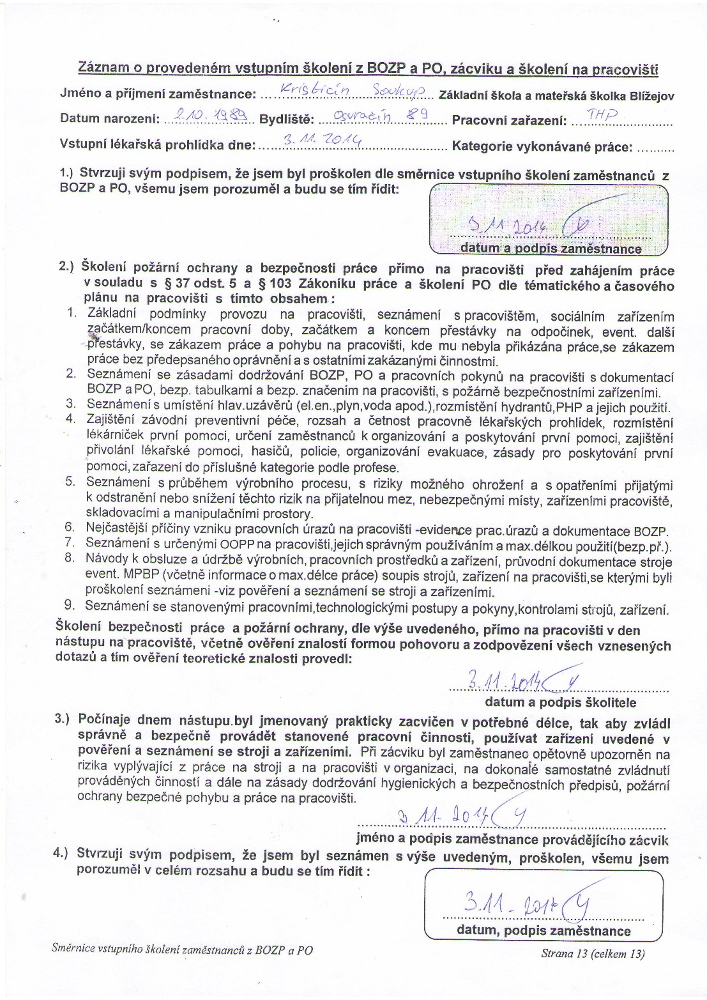 Záznam o provedeném vstupním školení z BOZP a PO, zácviku a školení na pracovišti
Jméno a příjmení zaměstnance: Kristián Soukup Základní škola a mateřská školka Blížejov
Datum narození: 2.10. 1989 Bydliště: Osvračín 89 Pracovní zařazení: THP
Vstupní lékařská prohlídka dne: 3. 11. 2014 Kategorie vykonávané práce: ..........
1.) Stvrzuji svým podpisem, že jsem byl proškolen dle směrnice vstupního školení zaměstnanců z
BOZP a PO, všemu jsem porozuměl a budu se tím řídit:
3.11 2014
datum a podpis zaměstnance
2.) Školení požární ochrany a bezpečnosti práce přímo na pracovišti před zahájením práce
v souladu s § 37 odst. 5 a § 103 Zákoníku práce a školení PO dle tématického a časového
plánu na pracovišti s tímto obsahem :
1. Základní podmínky provozu na pracovišti, seznámení s pracovištěm, sociálním zařízením
začátkem/koncem pracovní doby, začátkem a koncem přestávky na odpočinek, event. další
přestávky, se zákazem práce a pohybu na pracovišti, kde mu nebyla přikázána práce,se zákazem
práce bez předepsaného oprávnění a s ostatními zakázanými činnostmi.
2. Seznámení se zásadami dodržování BOZP, PO a pracovních pokynů na pracovišti s dokumentací
BOZP a PO, bezp. tabulkami a bezp. značením na pracovišti, s požárně bezpečnostními zařízeními.
3. Seznámení s umístění hlav.uzávěrů (el.en.,plyn,voda apod.),rozmístění hydrantů,PHP a jejich použití.
4. Zajištění závodní preventivní péče, rozsah a četnost pracovně lékařských prohlídek, rozmístění
lékárniček první pomoci, určení zaměstnanců k organizování a poskytování první pomoci, zajištění
přivolání lékařské pomoci, hasičů, policie, organizování evakuace, zásady pro poskytování první
pomoci, zařazení do příslušné kategorie podle profese.
5. Seznámení s průběhem výrobního procesu, s riziky možného ohrožení a s opatřeními přijatými
k odstranění nebo snížení těchto rizik na přijatelnou mez, nebezpečnými místy, zařízeními pracoviště,
skladovacími a manipulačními prostory.
6. Nejčastější příčiny vzniku pracovních úrazů na pracovišti -evidence prac.úrazů a dokumentace BOZP.
7. Seznámení s určenými OOPP na pracovišti,jejich správným používáním a max.délkou použití(bezp.př.).
8. Návody k obsluze a údržbě výrobních, pracovních prostředků a zařízení, průvodní dokumentace stroje
event. MPBP (včetně informace o max.délce práce) soupis strojů, zařízení na pracovišti,se kterými byli
proškolení seznámeni -viz pověření a seznámení se stroji a zařízeními.
9. Seznámení se stanovenými pracovními,technologickými postupy a pokyny,kontrolami strojů, zařízení.
Školení bezpečnosti práce a požární ochrany, dle výše uvedeného, přímo na pracovišti v den
nástupu na pracoviště, včetně ověření znalostí formou pohovoru a zodpovězení všech vznesených
dotazů a tím ověření teoretické znalosti provedl:
3.11.2014
datum a podpis školitele
3.) Počínaje dnem nástupu.byl jmenovaný prakticky zacvičen v potřebné délce, tak aby zvládl
správně a bezpečně provádět stanovené pracovní činnosti, používat zařízení uvedené v
pověření a seznámení se stroji a zařízeními. Při zácviku byl zaměstnanec opětovně upozorněn na
rizika vyplývající z práce na stroji a na pracovišti v organizaci, na dokonalé samostatné zvládnutí
prováděných činností a dále na zásady dodržování hygienických a bezpečnostních předpisů, požární
ochrany bezpečné pohybu a práce na pracovišti.
3 11. 2014
jméno a podpis zaměstnance provádějícího zácvik
4.) Stvrzuji svým podpisem, že jsem byl seznámen s výše uvedeným, proškolen, všemu jsem
porozuměl v celém rozsahu a budu se tím řídit :
3.11. 2014
datum, podpis zaměstnance
Směrnice vstupního školení zaměstnanců z BOZP a PO
Strana 13 (celkem 13)